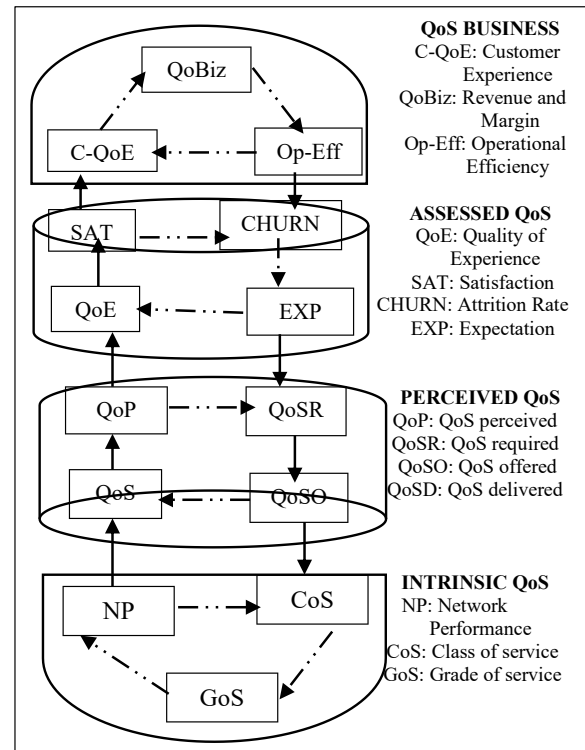 QoBiz
C-QoE
Op-Eff
QoS BUSINESS
C-QoE: Customer
Experience
QoBiz: Revenue and
Margin
Op-Eff: Operational
Efficiency
SAT
CHURN
QoE
EXP
ASSESSED QoS
QoE: Quality of
Experience
SAT: Satisfaction
CHURN: Attrition Rate
EXP: Expectation
QoP
QoSR
QoS
QoSO
PERCEIVED QoS
QoP: QoS perceived
QoSR: QoS required
QoSO: QoS offered
QoSD: QoS delivered
NP
CoS
GoS
INTRINSIC QoS
NP: Network
Performance
CoS: Class of service
GoS: Grade of service